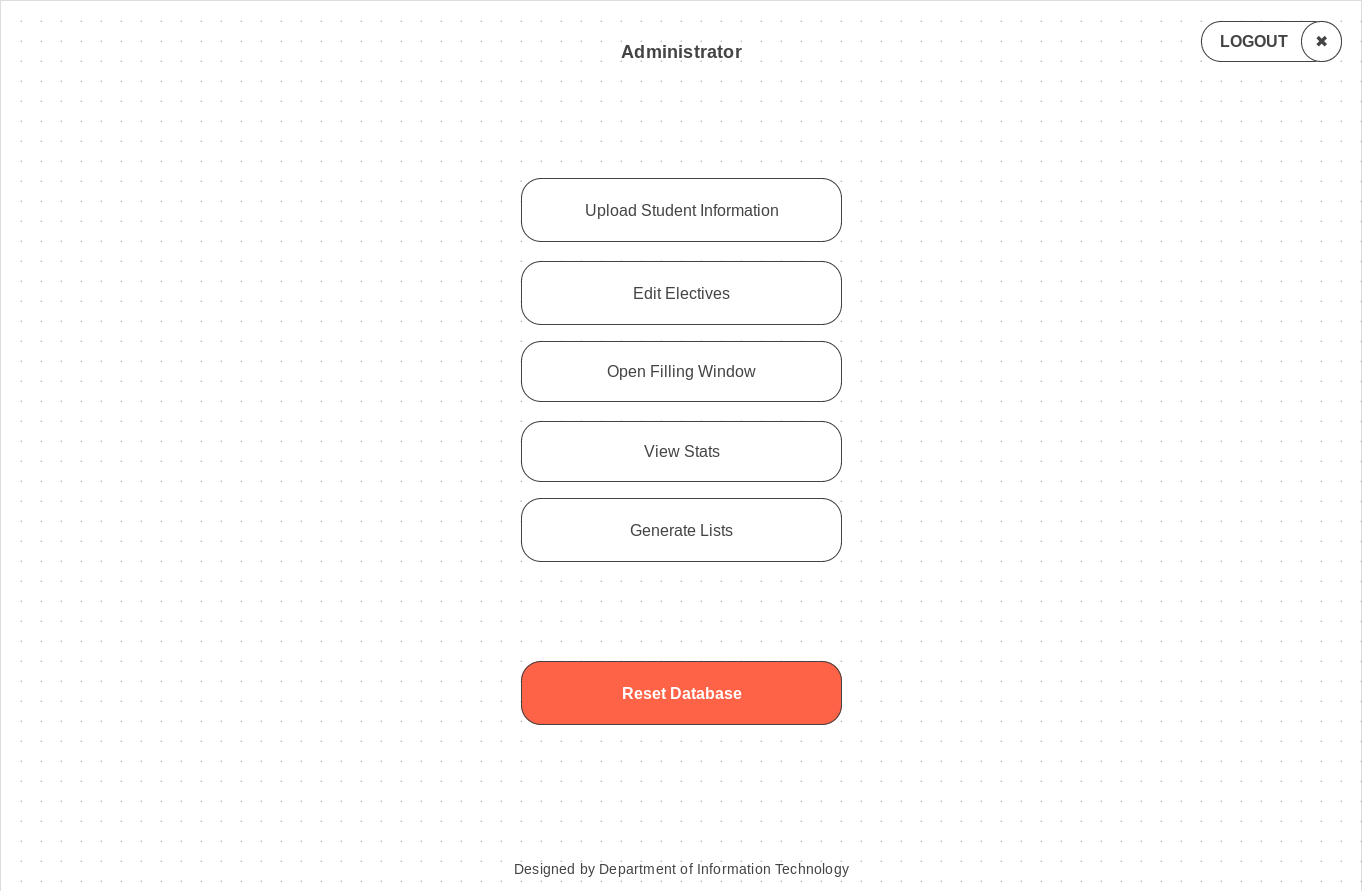 Administrator
LOGOUT ✖
Upload Student Information
Edit Electives
Open Filling Window
View Stats
Generate Lists
Reset Database
Designed by Department of Information Technology